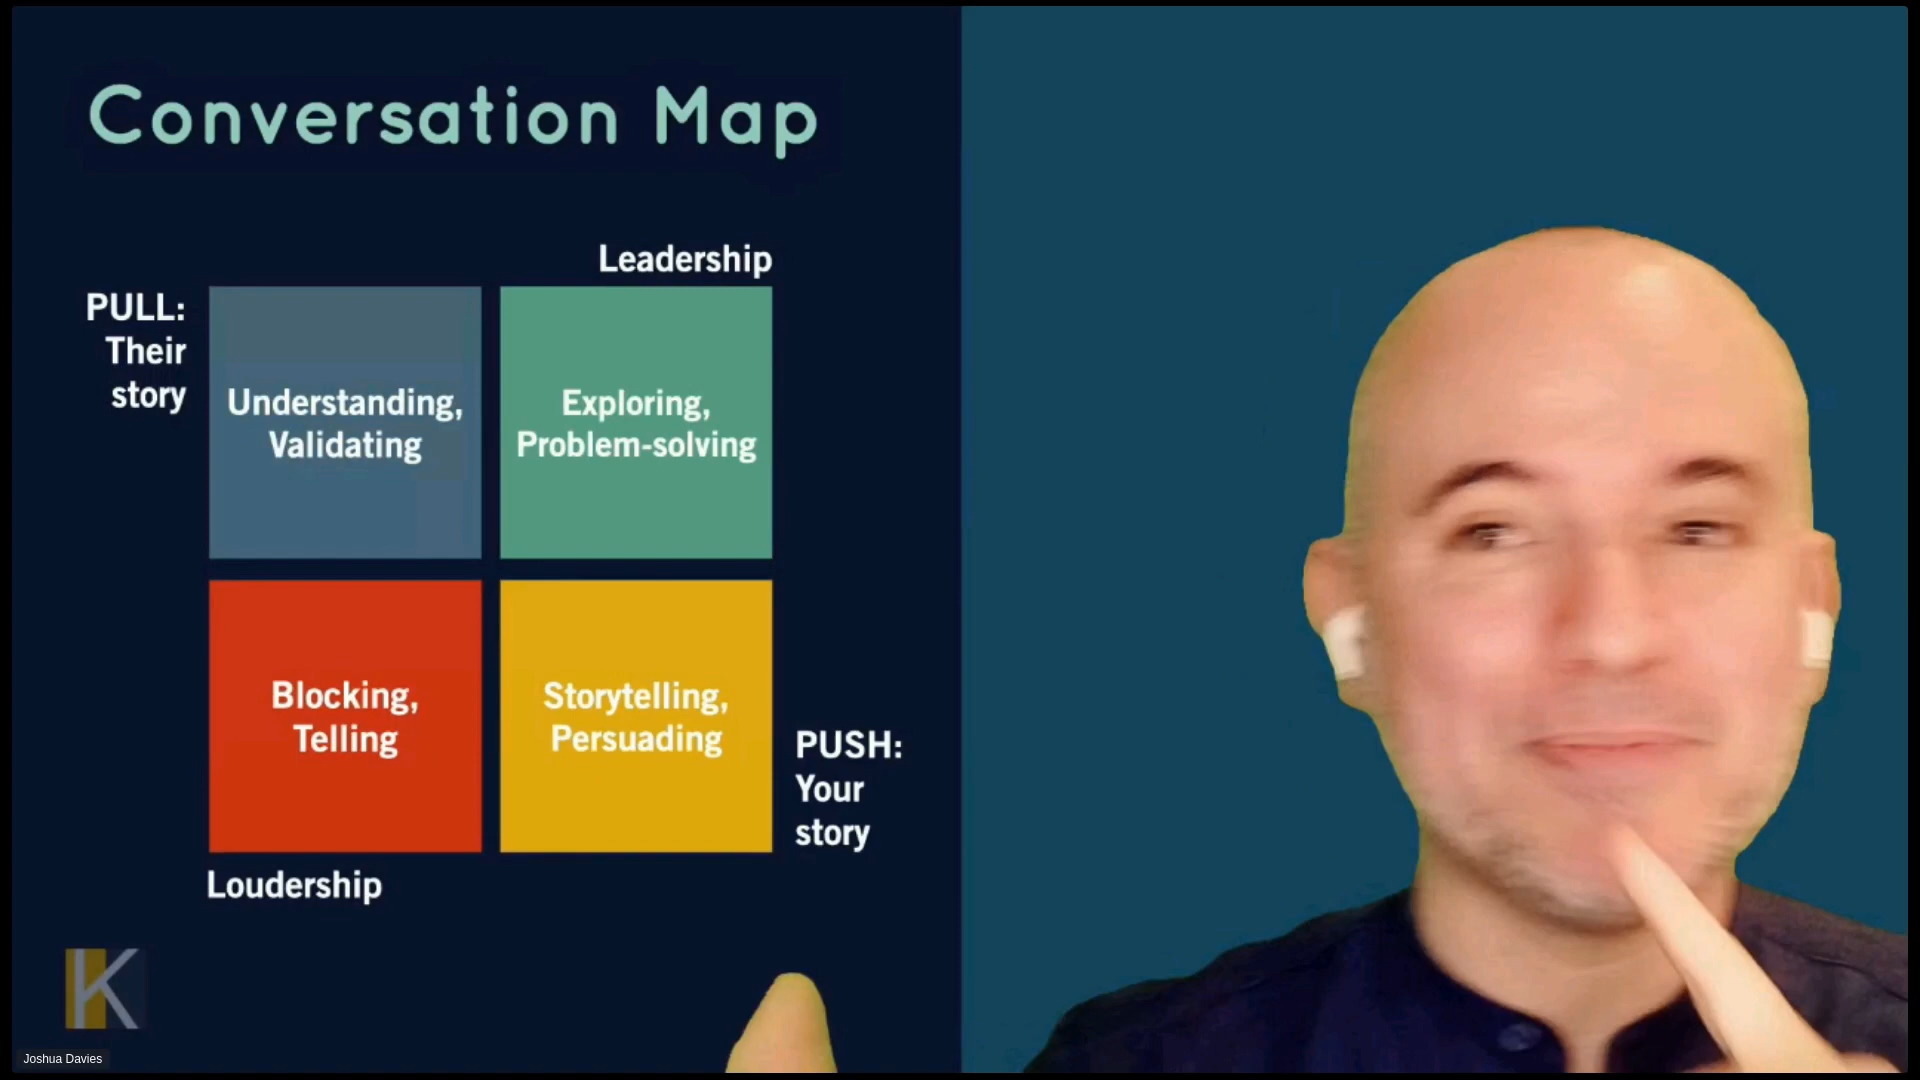 Conversation Map
Leadership
PULL:
Their
story
Understanding,
Validating
Exploring,
Problem-solving
Blocking,
Telling
Storytelling,
Persuading
PUSH:
Your
story
Loudership
K
Joshua Davies